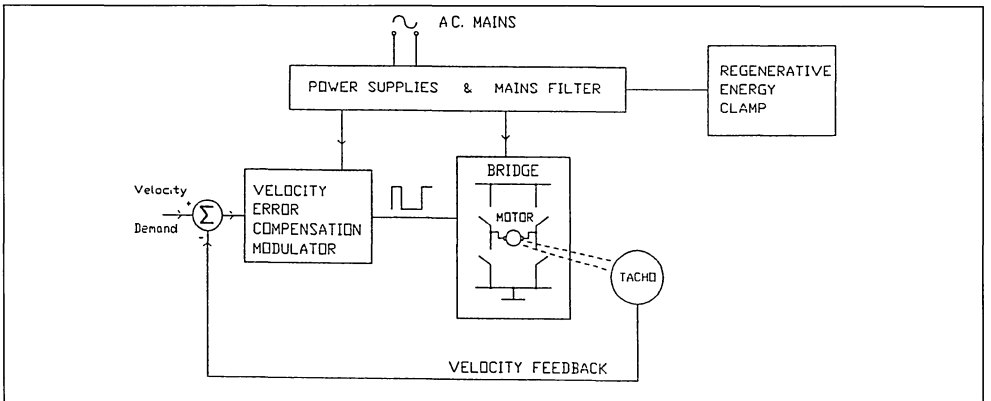 A.C. MAINS
POWER SUPPLIES & MAINS FILTER
REGENERATIVE
ENERGY
CLAMP
BRIDGE
Velocity
Demand
+
Σ
-
VELOCITY
ERROR
COMPENSATION
MODULATOR
MOTOR
TACHO
VELOCITY FEEDBACK